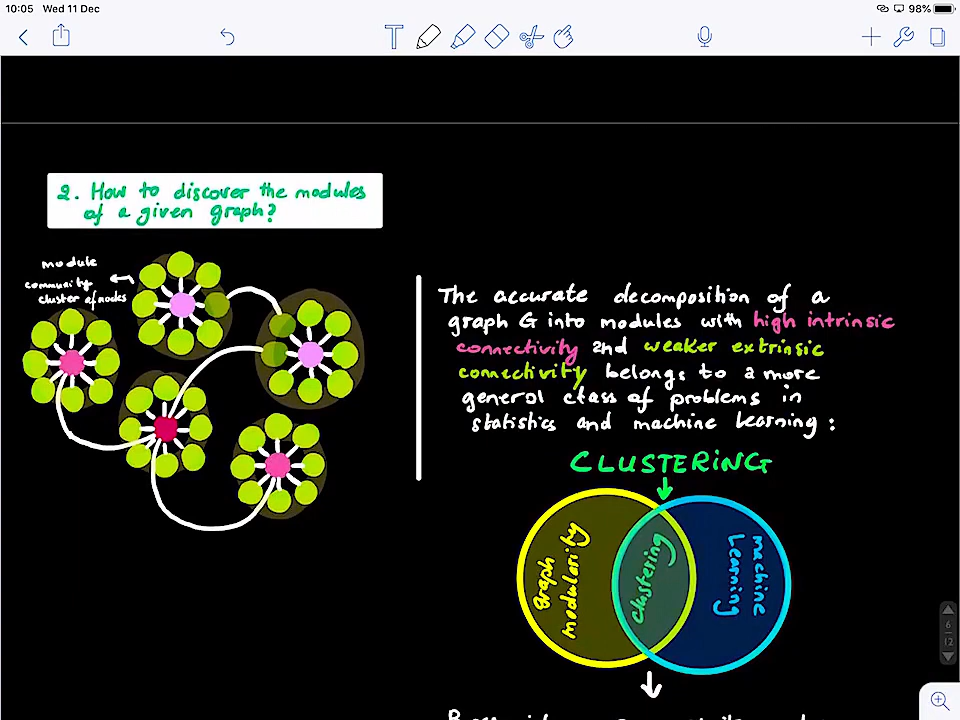 10:05 Wed 11 Dec
98%
2. How to discover the modules
of a given graph?
module
community
cluster of nodes
The accurate decomposition of a
graph G into modules with high intrinsic
connectivity and weaker extrinsic
connectivity belongs to a more
general class of problems in
statistics and machine learning :
CLUSTERING
graph
modularity
clustering
machine
learning
6
12